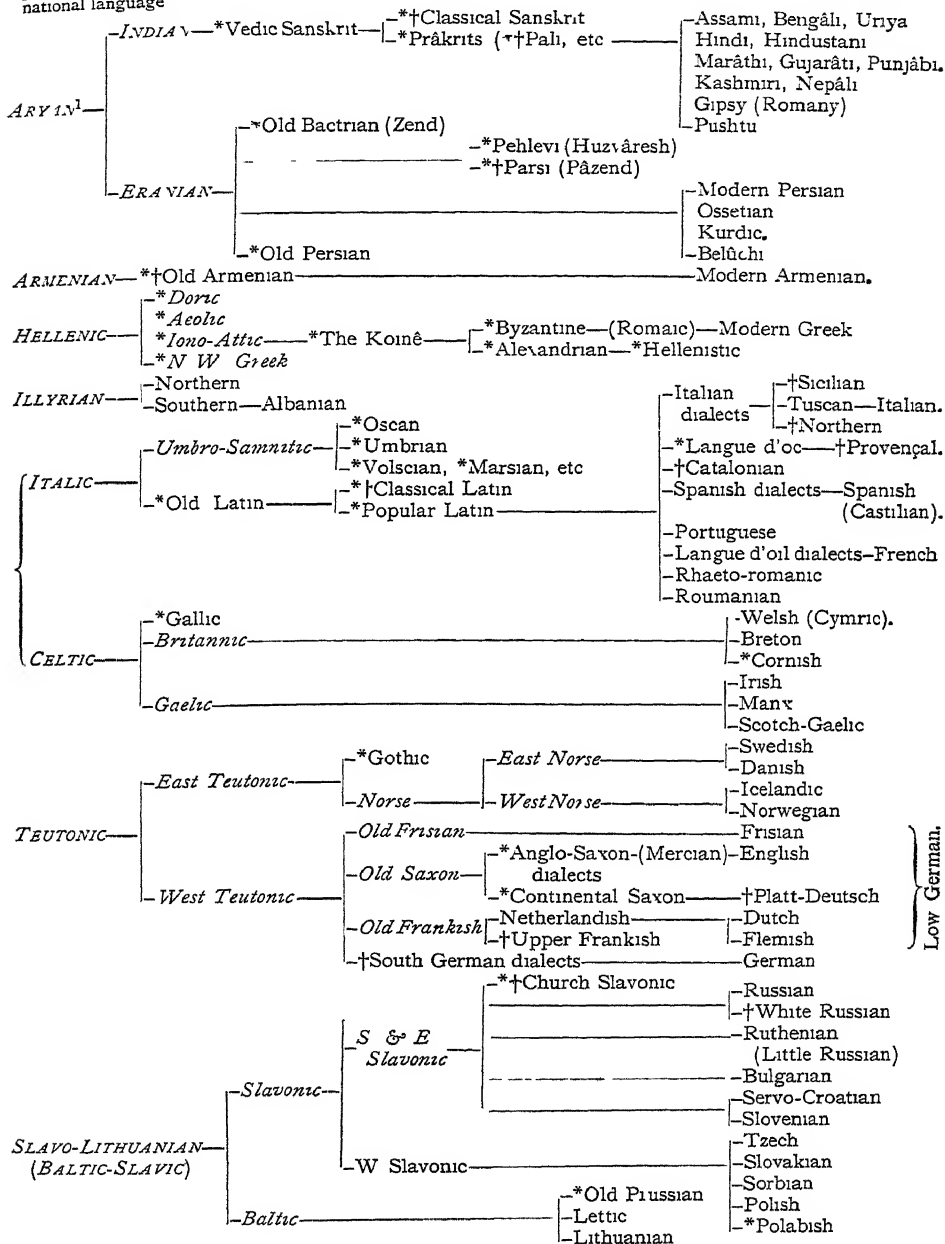 national language
INDIAN — *Vedic Sanskrit — *†Classical Sanskrit
*Prâkrits (*†Pali, etc
Assami, Bengâli, Uriya
Hindi, Hindustani
Marâthi, Gujarâti, Punjâbi.
Kashmiri, Nepâli
Gipsy (Romany)
Pushtu
ARYAN¹
*Old Bactrian (Zend)
*Pehlevi (Huzvâresh)
*†Parsi (Pâzend)
ERANIAN
Modern Persian
Ossetian
Kurdic.
Belûchi
*Old Persian
ARMENIAN — *†Old Armenian — Modern Armenian.
HELLENIC
*Doric
*Aeolic
*Iono-Attic — *The Koinê
*N W Greek
*Byzantine — (Romaic) — Modern Greek
*Alexandrian — *Hellenistic
ILLYRIAN
Northern
Southern — Albanian
ITALIC
Umbro-Samnitic
*Oscan
*Umbrian
*Volscian, *Marsian, etc
*Old Latin
*†Classical Latin
*Popular Latin
Italian
dialects
†Sicilian
Tuscan — Italian.
†Northern
*Langue d'oc — †Provençal.
†Catalonian
Spanish dialects — Spanish
(Castilian).
Portuguese
Langue d'oil dialects – French
Rhaeto-romanic
Roumanian
CELTIC
*Gallic
Britannic
Welsh (Cymric).
Breton
*Cornish
Gaelic
Irish
Manx
Scotch-Gaelic
TEUTONIC
East Teutonic
*Gothic
Norse
East Norse
Swedish
Danish
West Norse
Icelandic
Norwegian
West Teutonic
Old Frisian — Frisian
Old Saxon
*Anglo-Saxon-(Mercian)-English
dialects
*Continental Saxon — †Platt-Deutsch
Old Frankish
Netherlandish
†Upper Frankish
Dutch
Flemish
†South German dialects — German
Low German.
SLAVO-LITHUANIAN
(BALTIC-SLAVIC)
Slavonic
S & E
Slavonic
*†Church Slavonic
Russian
†White Russian
Ruthenian
(Little Russian)
Bulgarian
Servo-Croatian
Slovenian
W Slavonic
Tzech
Slovakian
Sorbian
Polish
*Polabish
Baltic
*Old Prussian
Lettic
Lithuanian